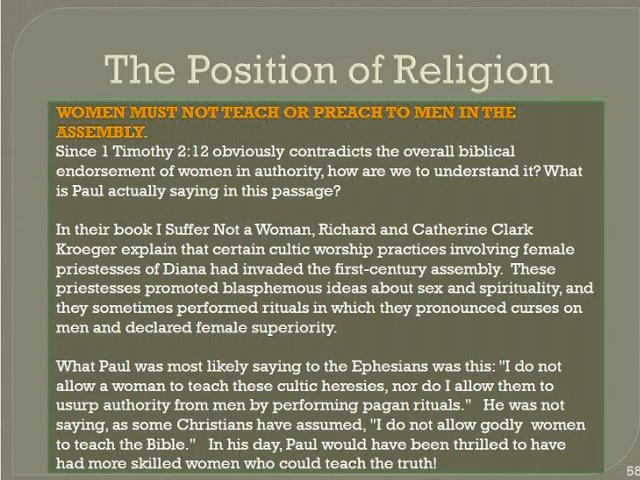 The Position of Religion
WOMEN MUST NOT TEACH OR PREACH TO MEN IN THE
ASSEMBLY.
Since 1 Timothy 2:12 obviously contradicts the overall biblical
endorsement of women in authority, how are we to understand it? What
is Paul actually saying in this passage?
In their book I Suffer Not a Woman, Richard and Catherine Clark
Kroeger explain that certain cultic worship practices involving female
priestesses of Diana had invaded the first-century assembly. These
priestesses promoted blasphemous ideas about sex and spirituality, and
they sometimes performed rituals in which they pronounced curses on
men and declared female superiority.
What Paul was most likely saying to the Ephesians was this: "I do not
allow a woman to teach these cultic heresies, nor do I allow them to
usurp authority from men by performing pagan rituals." He was not
saying, as some Christians have assumed, "I do not allow godly women
to teach the Bible." In his day, Paul would have been thrilled to have
had more skilled women who could teach the truth!
58